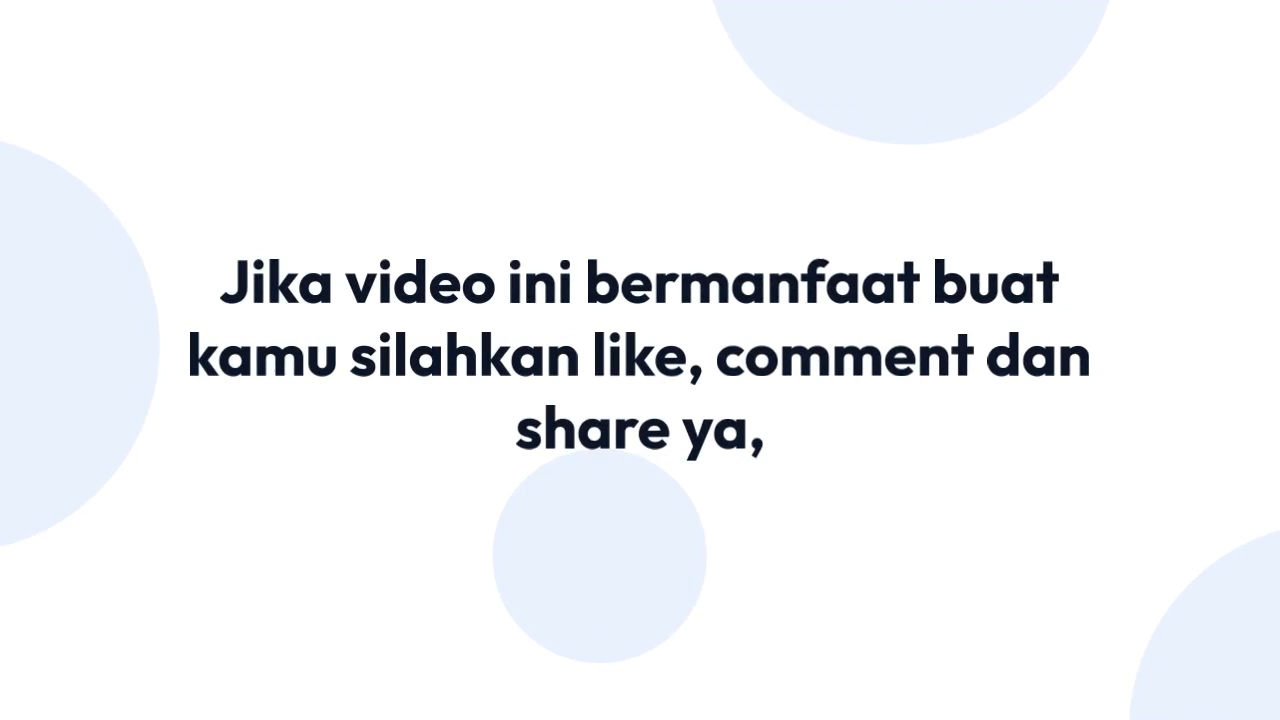 Jika video ini bermanfaat buat
kamu silahkan like, comment dan
share ya,